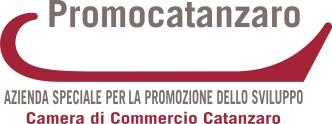 Promocatanzaro
AZIENDA SPECIALE PER LA PROMOZIONE DELLO SVILUPPO
Camera di Commercio Catanzaro